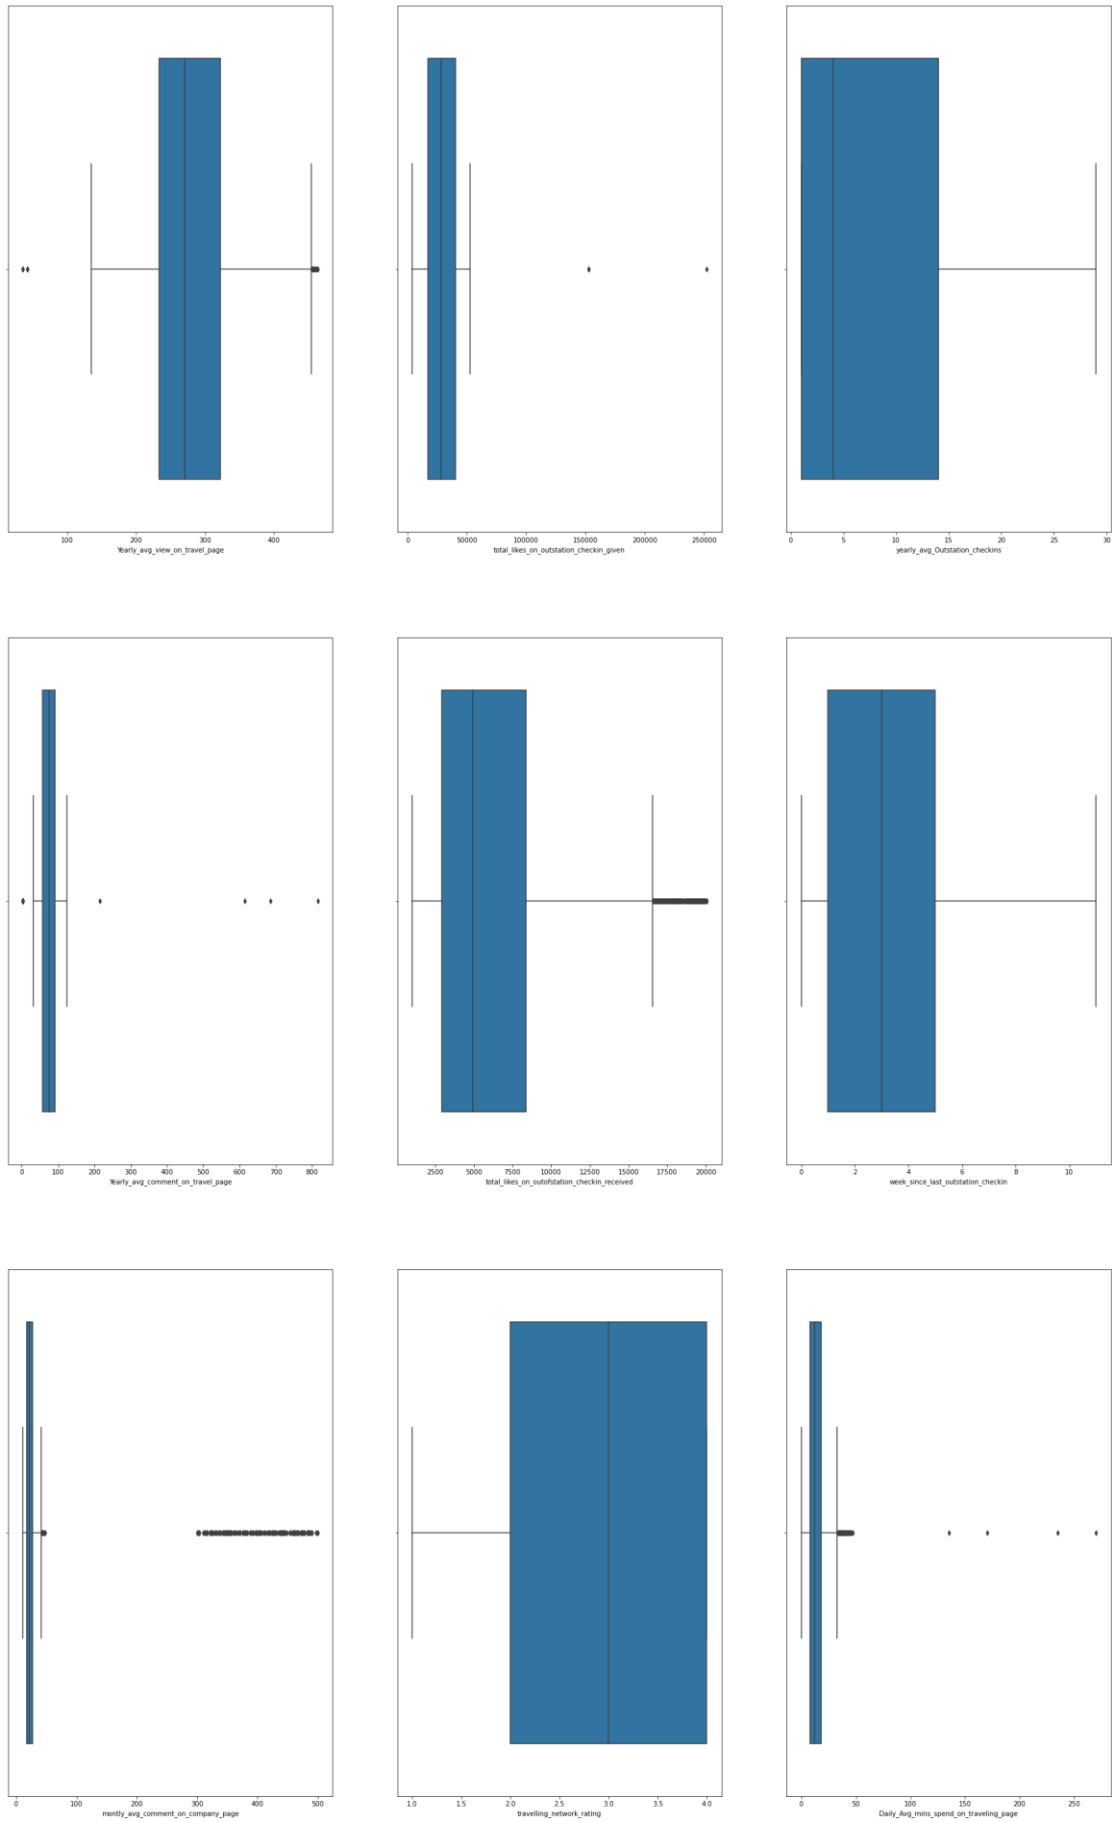 100 200 300 400
Yearly_avg_view_on_travel_page
0 50000 100000 150000 200000 250000
total_likes_on_outstation_checkin_given
0 5 10 15 20 25 30
yearly_avg_Outstation_checkins
0 100 200 300 400 500 600 700 800
Yearly_avg_comment_on_travel_page
2500 5000 7500 10000 12500 15000 17500 20000
total_likes_on_outofstation_checkin_received
0 2 4 6 8 10
week_since_last_outstation_checkin
0 100 200 300 400 500
montly_avg_comment_on_company_page
1.0 1.5 2.0 2.5 3.0 3.5 4.0
travelling_network_rating
0 50 100 150 200 250
Daily_Avg_mins_spend_on_traveling_page